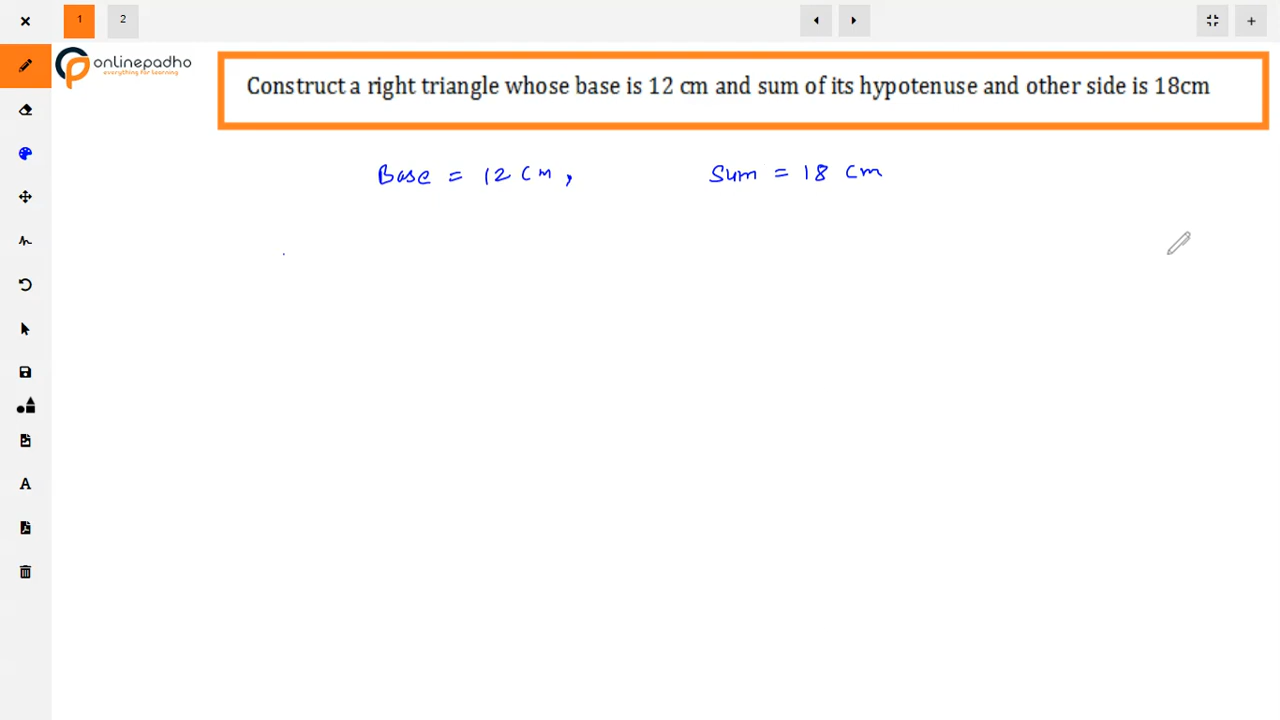 1 2
onlinepadho
everything for learning
Construct a right triangle whose base is 12 cm and sum of its hypotenuse and other side is 18cm
Base = 12 cm, Sum = 18 cm
A